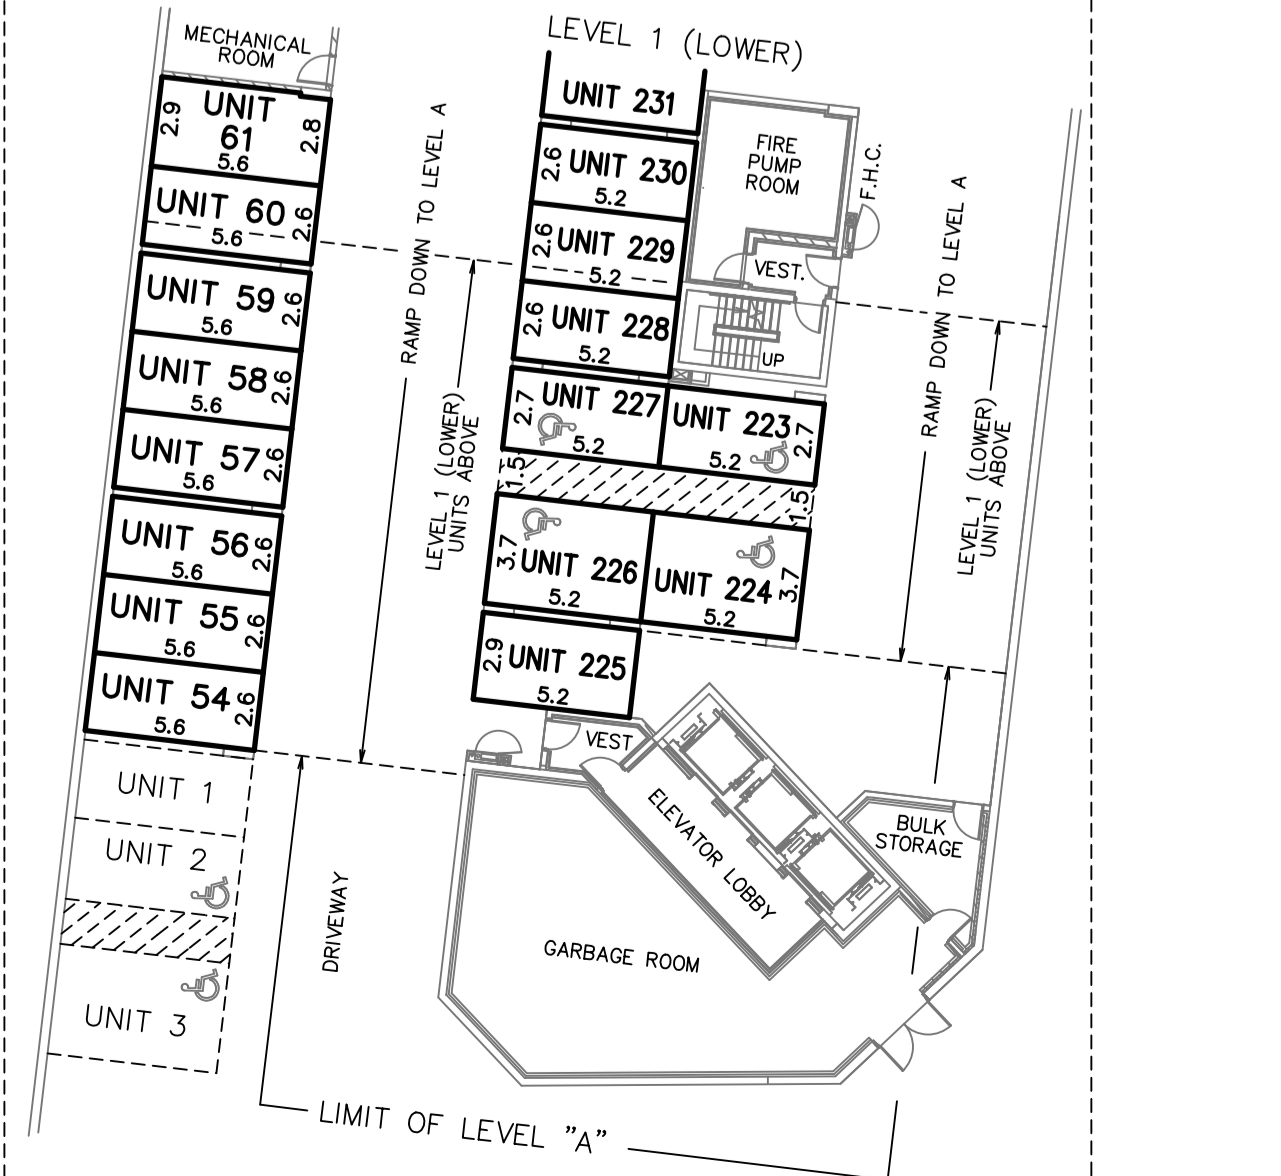 LEVEL 1 (LOWER)
MECHANICAL
ROOM
UNIT
61
2.9
2.8
5.6
UNIT 60
2.6
5.6
UNIT 59
2.6
5.6
UNIT 58
2.6
5.6
UNIT 57
2.6
5.6
UNIT 56
2.6
5.6
UNIT 55
2.6
5.6
UNIT 54
2.6
5.6
UNIT 1
UNIT 2
UNIT 3
RAMP DOWN TO LEVEL A
LEVEL 1 (LOWER)
UNITS ABOVE
DRIVEWAY
UNIT 231
2.6
UNIT 230
5.2
2.6
UNIT 229
5.2
2.6
UNIT 228
5.2
2.7
UNIT 227
5.2
UNIT 223
2.7
5.2
1.5
1.5
3.7
UNIT 226
5.2
UNIT 224
3.7
5.2
2.9
UNIT 225
5.2
FIRE
PUMP
ROOM
F.H.C.
VEST.
UP
RAMP DOWN TO LEVEL A
LEVEL 1 (LOWER)
UNITS ABOVE
VEST
ELEVATOR LOBBY
BULK
STORAGE
GARBAGE ROOM
LIMIT OF LEVEL "A"